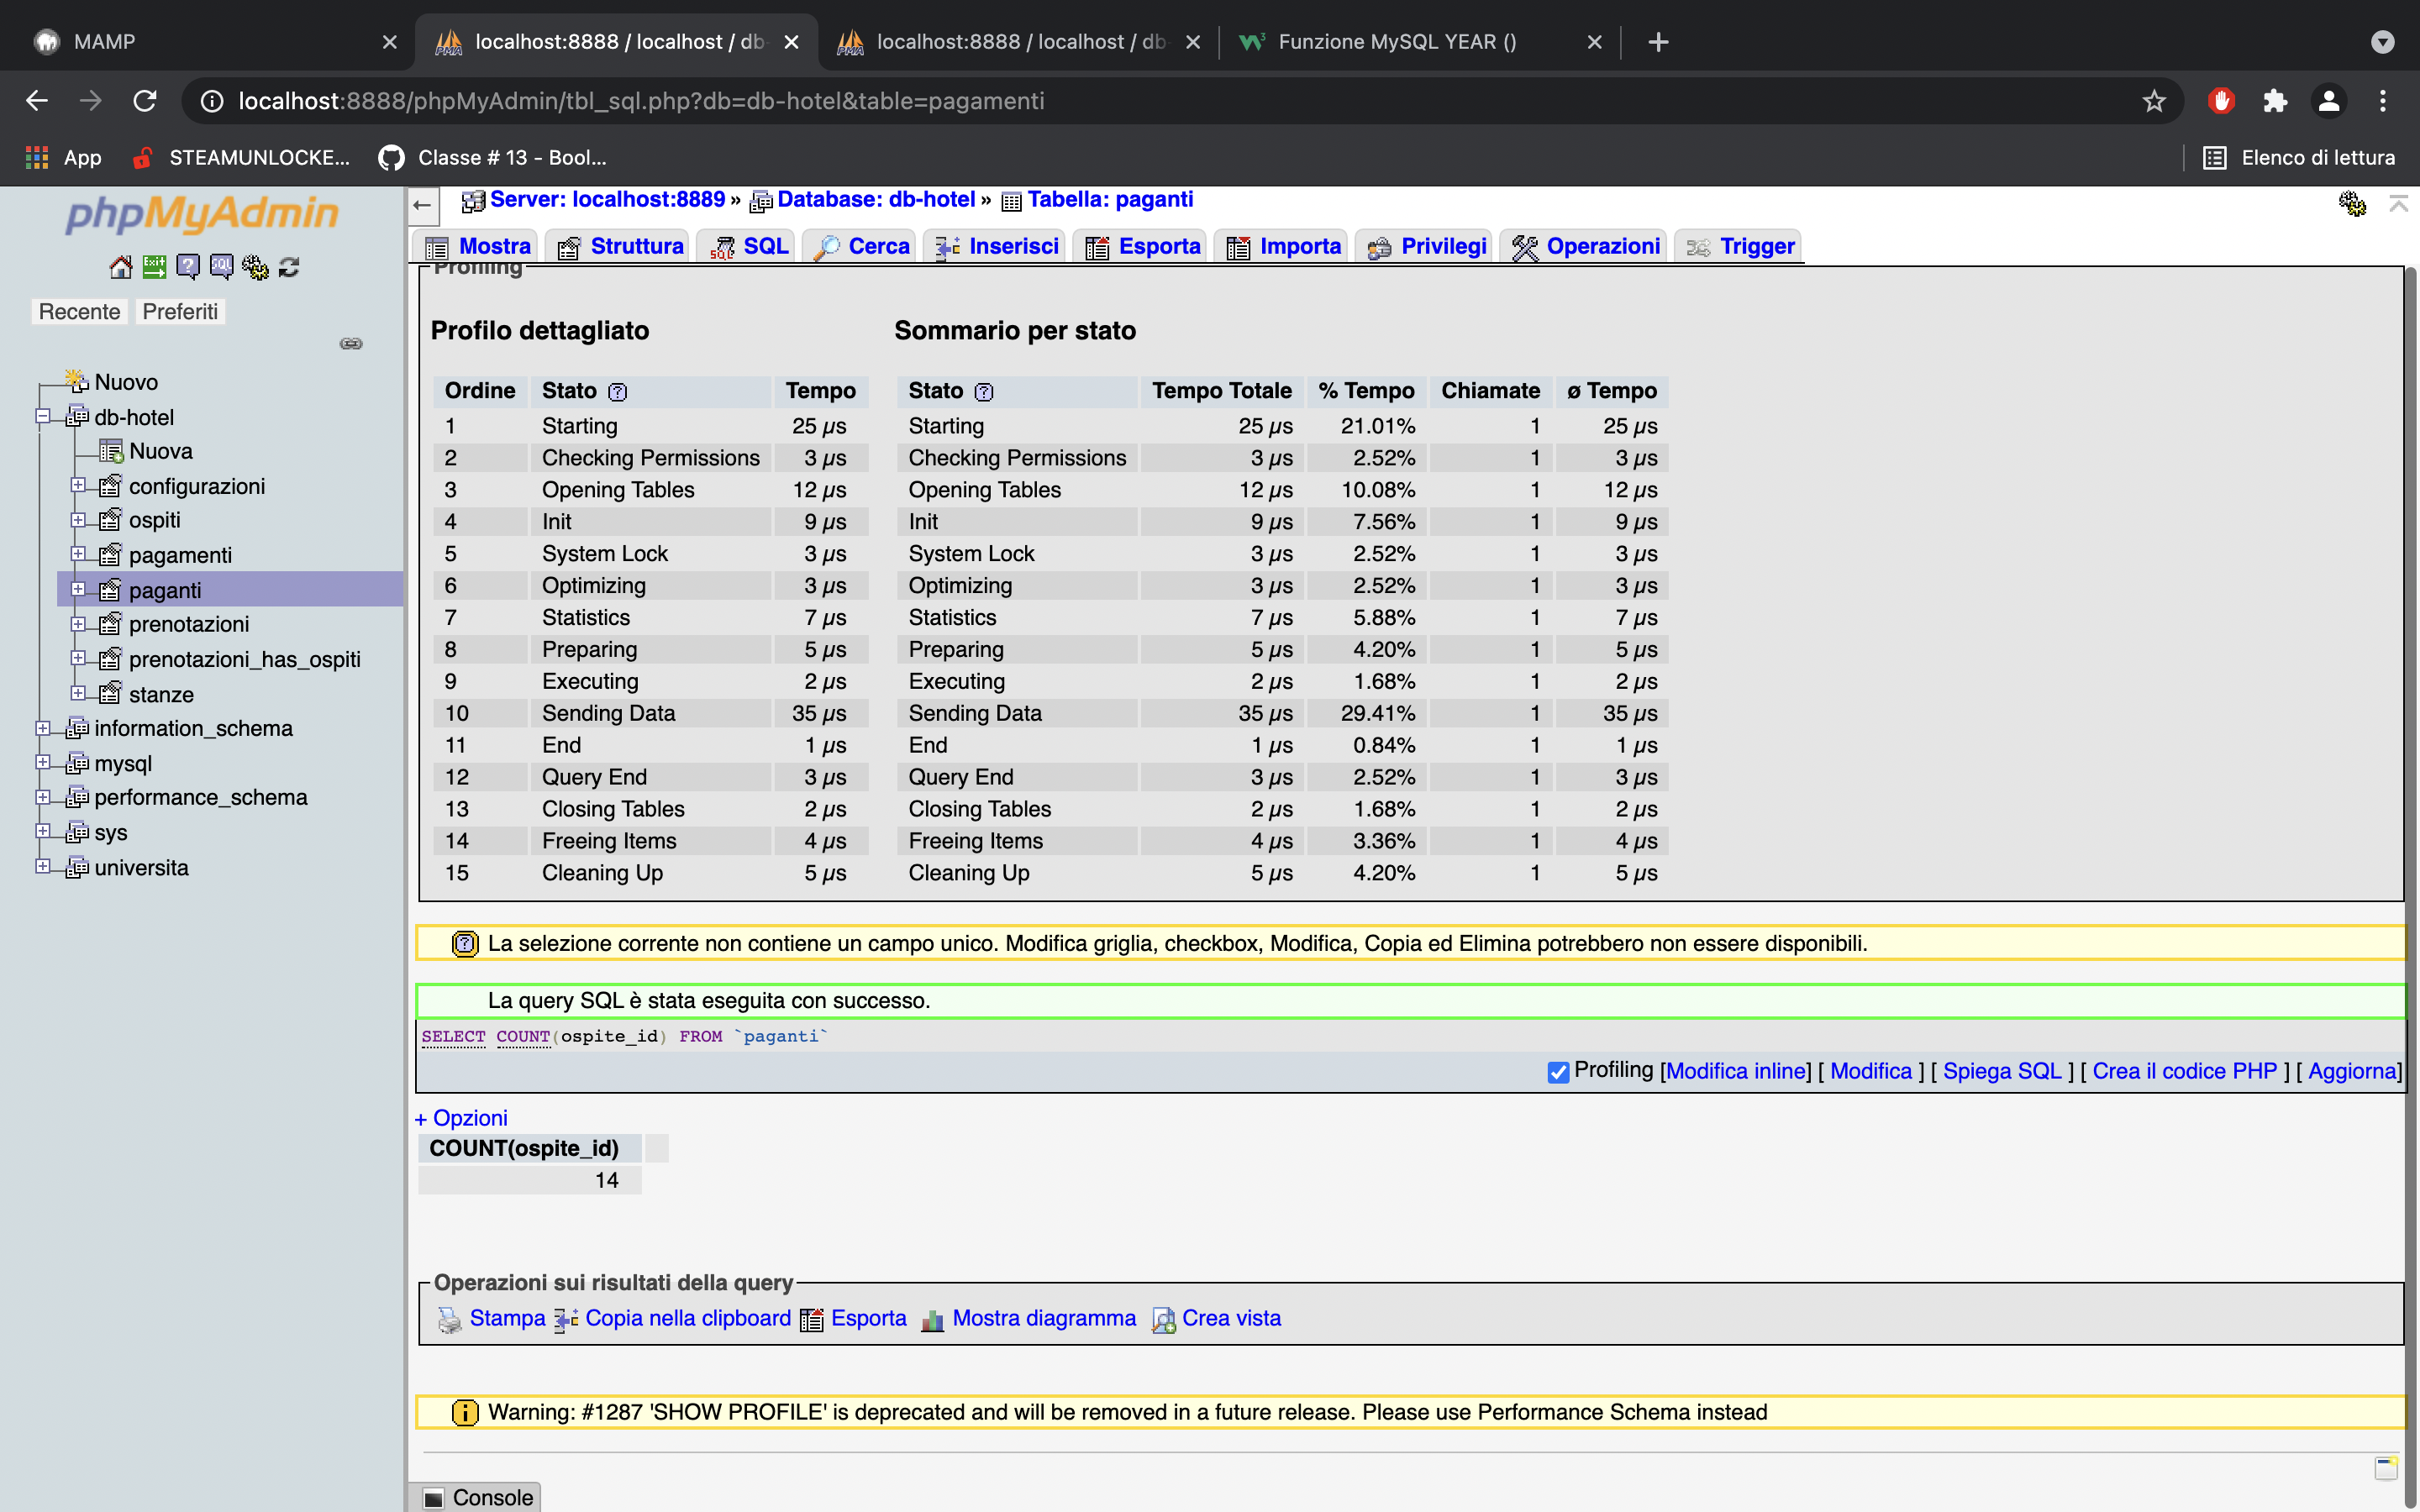 MAMP
localhost:8888 / localhost / db-
localhost:8888 / localhost / db-
Funzione MySQL YEAR ()
localhost:8888/phpMyAdmin/tbl_sql.php?db=db-hotel&table=pagamenti
App
STEAMUNLOCKE...
Classe # 13 - Bool...
Elenco di lettura
phpMyAdmin
Recente Preferiti
Nuovo
db-hotel
Nuova
configurazioni
ospiti
pagamenti
paganti
prenotazioni
prenotazioni_has_ospiti
stanze
information_schema
mysql
performance_schema
sys
universita
Server: localhost:8889 » Database: db-hotel » Tabella: paganti
Mostra Struttura SQL Cerca Inserisci Esporta Importa Privilegi Operazioni Trigger
Profiling
Profilo dettagliato
Ordine Stato Tempo
1 Starting 25 µs
2 Checking Permissions 3 µs
3 Opening Tables 12 µs
4 Init 9 µs
5 System Lock 3 µs
6 Optimizing 3 µs
7 Statistics 7 µs
8 Preparing 5 µs
9 Executing 2 µs
10 Sending Data 35 µs
11 End 1 µs
12 Query End 3 µs
13 Closing Tables 2 µs
14 Freeing Items 4 µs
15 Cleaning Up 5 µs
Sommario per stato
Stato Tempo Totale % Tempo Chiamate ø Tempo
Starting 25 µs 21.01% 1 25 µs
Checking Permissions 3 µs 2.52% 1 3 µs
Opening Tables 12 µs 10.08% 1 12 µs
Init 9 µs 7.56% 1 9 µs
System Lock 3 µs 2.52% 1 3 µs
Optimizing 3 µs 2.52% 1 3 µs
Statistics 7 µs 5.88% 1 7 µs
Preparing 5 µs 4.20% 1 5 µs
Executing 2 µs 1.68% 1 2 µs
Sending Data 35 µs 29.41% 1 35 µs
End 1 µs 0.84% 1 1 µs
Query End 3 µs 2.52% 1 3 µs
Closing Tables 2 µs 1.68% 1 2 µs
Freeing Items 4 µs 3.36% 1 4 µs
Cleaning Up 5 µs 4.20% 1 5 µs
La selezione corrente non contiene un campo unico. Modifica griglia, checkbox, Modifica, Copia ed Elimina potrebbero non essere disponibili.
La query SQL è stata eseguita con successo.
SELECT COUNT(ospite_id) FROM `paganti`
Profiling [Modifica inline] [ Modifica ] [ Spiega SQL ] [ Crea il codice PHP ] [ Aggiorna]
+ Opzioni
COUNT(ospite_id)
14
Operazioni sui risultati della query
Stampa Copia nella clipboard Esporta Mostra diagramma Crea vista
Warning: #1287 'SHOW PROFILE' is deprecated and will be removed in a future release. Please use Performance Schema instead
Console